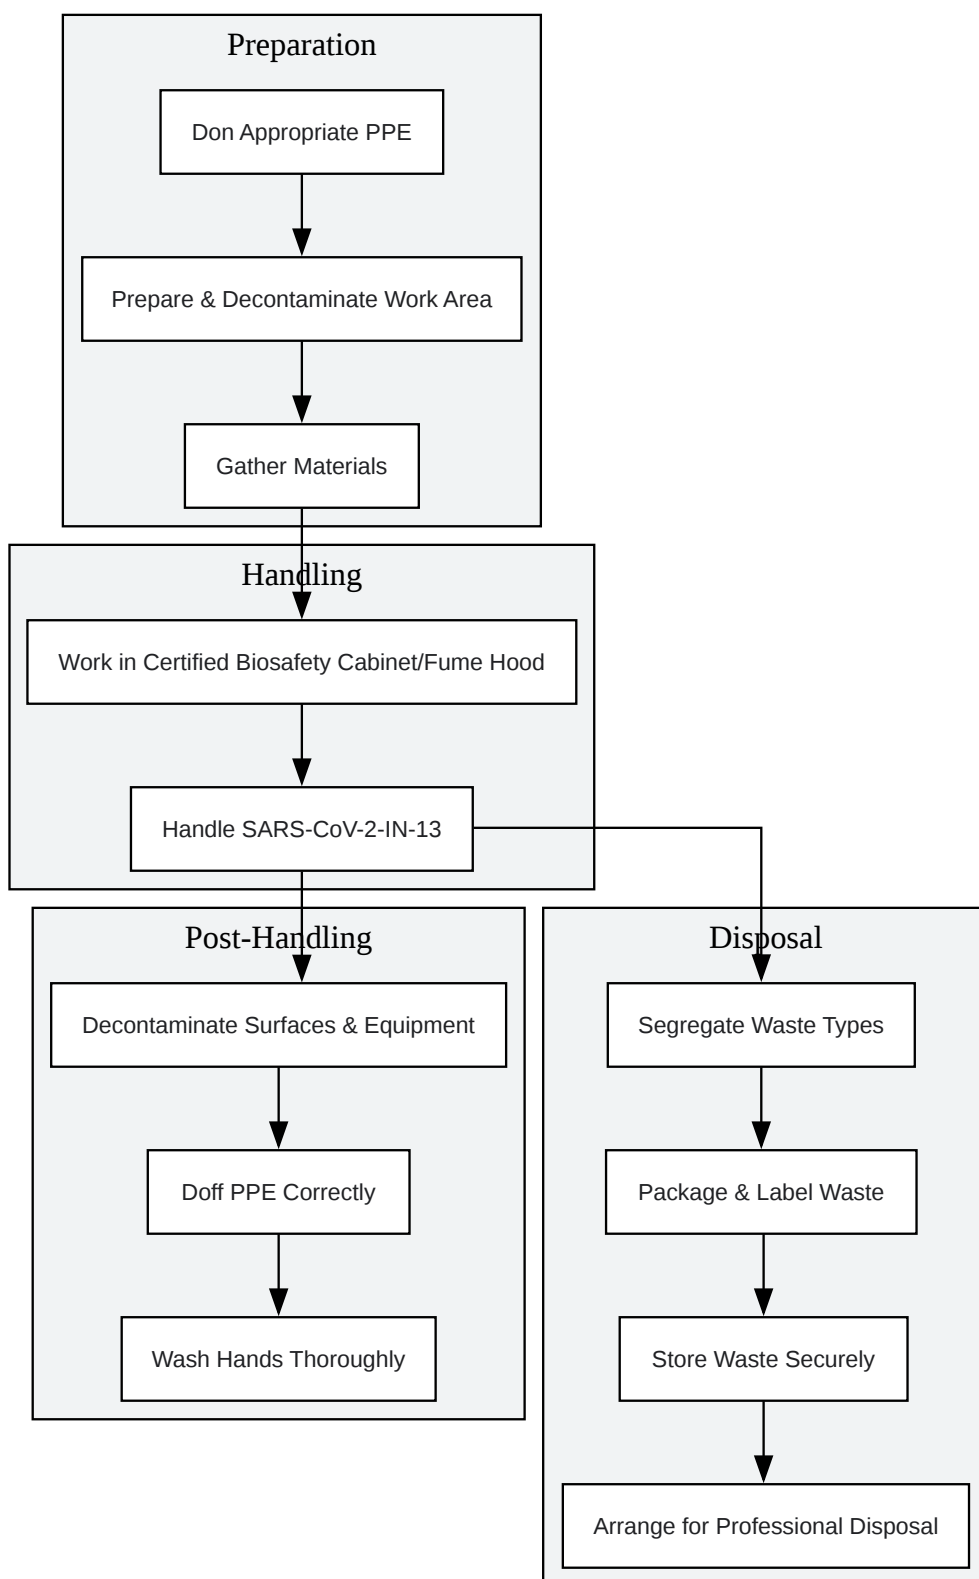 Preparation
Don Appropriate PPE
Prepare & Decontaminate Work Area
Gather Materials
Handling
Work in Certified Biosafety Cabinet/Fume Hood
Handle SARS-CoV-2-IN-13
Post-Handling
Decontaminate Surfaces & Equipment
Doff PPE Correctly
Wash Hands Thoroughly
Disposal
Segregate Waste Types
Package & Label Waste
Store Waste Securely
Arrange for Professional Disposal